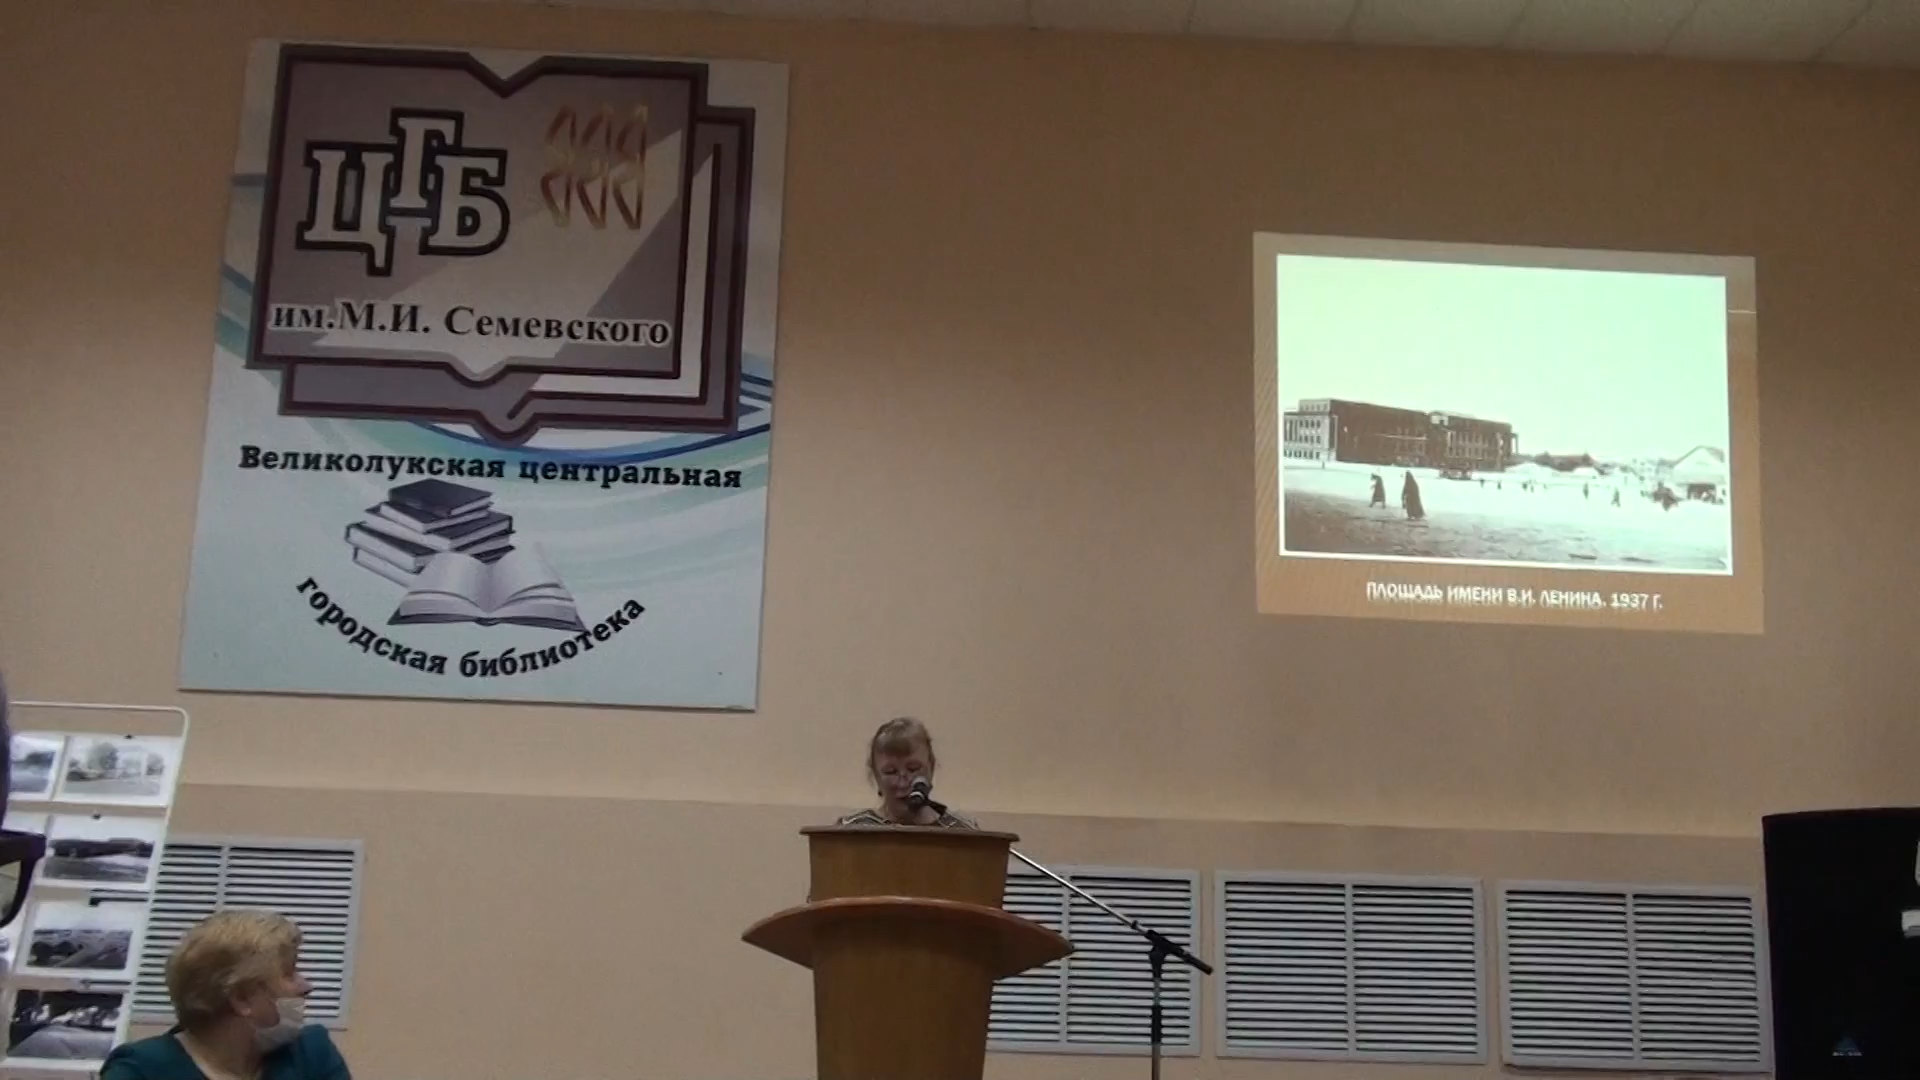 ЦГБ
им.М.И. Семевского
Великолукская центральная
городская библиотека
ПЛОЩАДЬ ИМЕНИ В.И. ЛЕНИНА. 1937 Г.